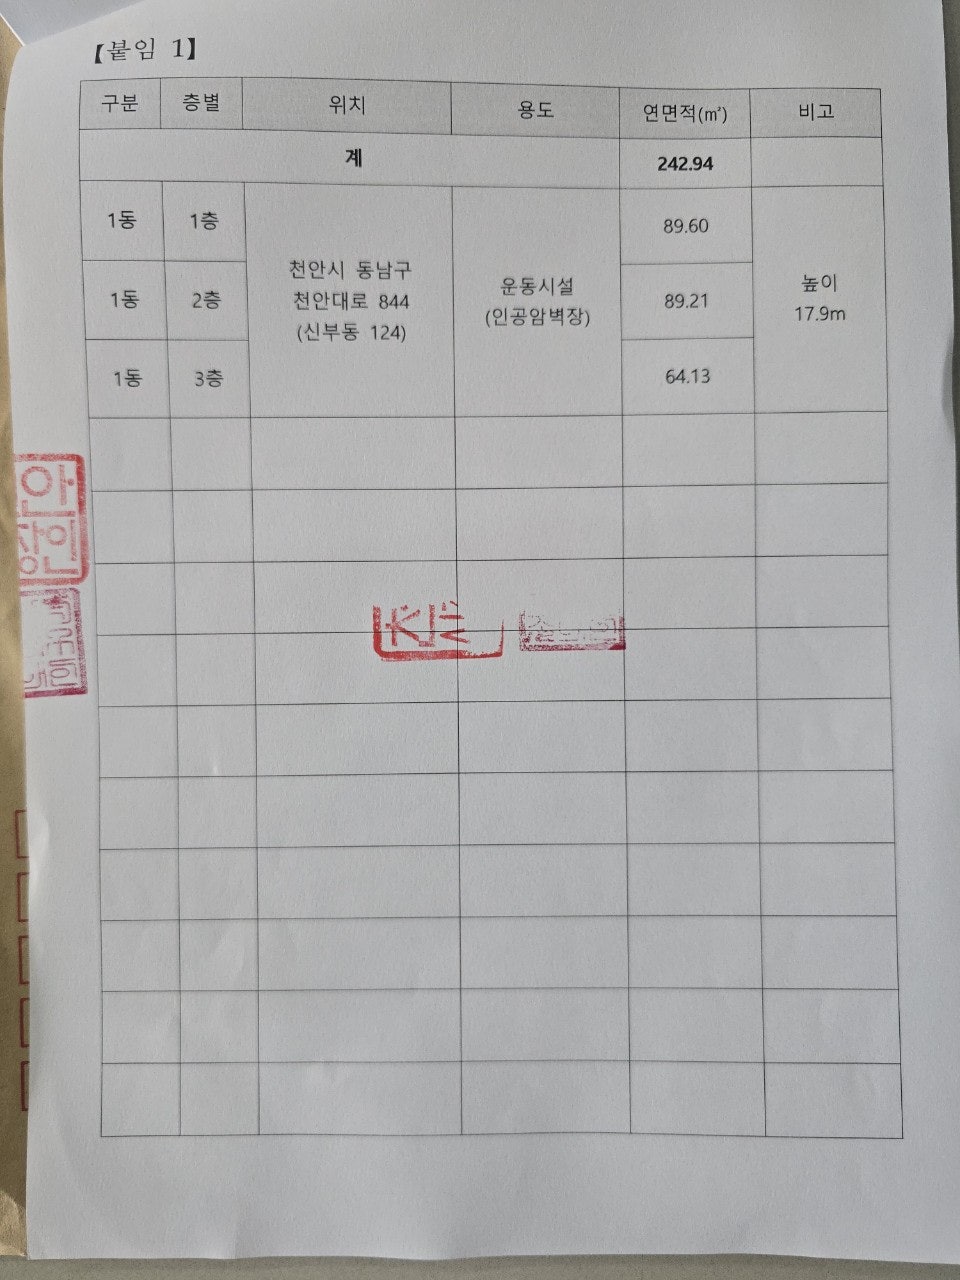 【붙임 1】
구분 층별 위치 용도 연면적(㎡) 비고
계 242.94
1동 1층 89.60
천안시 동남구
천안대로 844
(신부동 124)
운동시설
(인공암벽장)
높이
17.9m
1동 2층 89.21
1동 3층 64.13